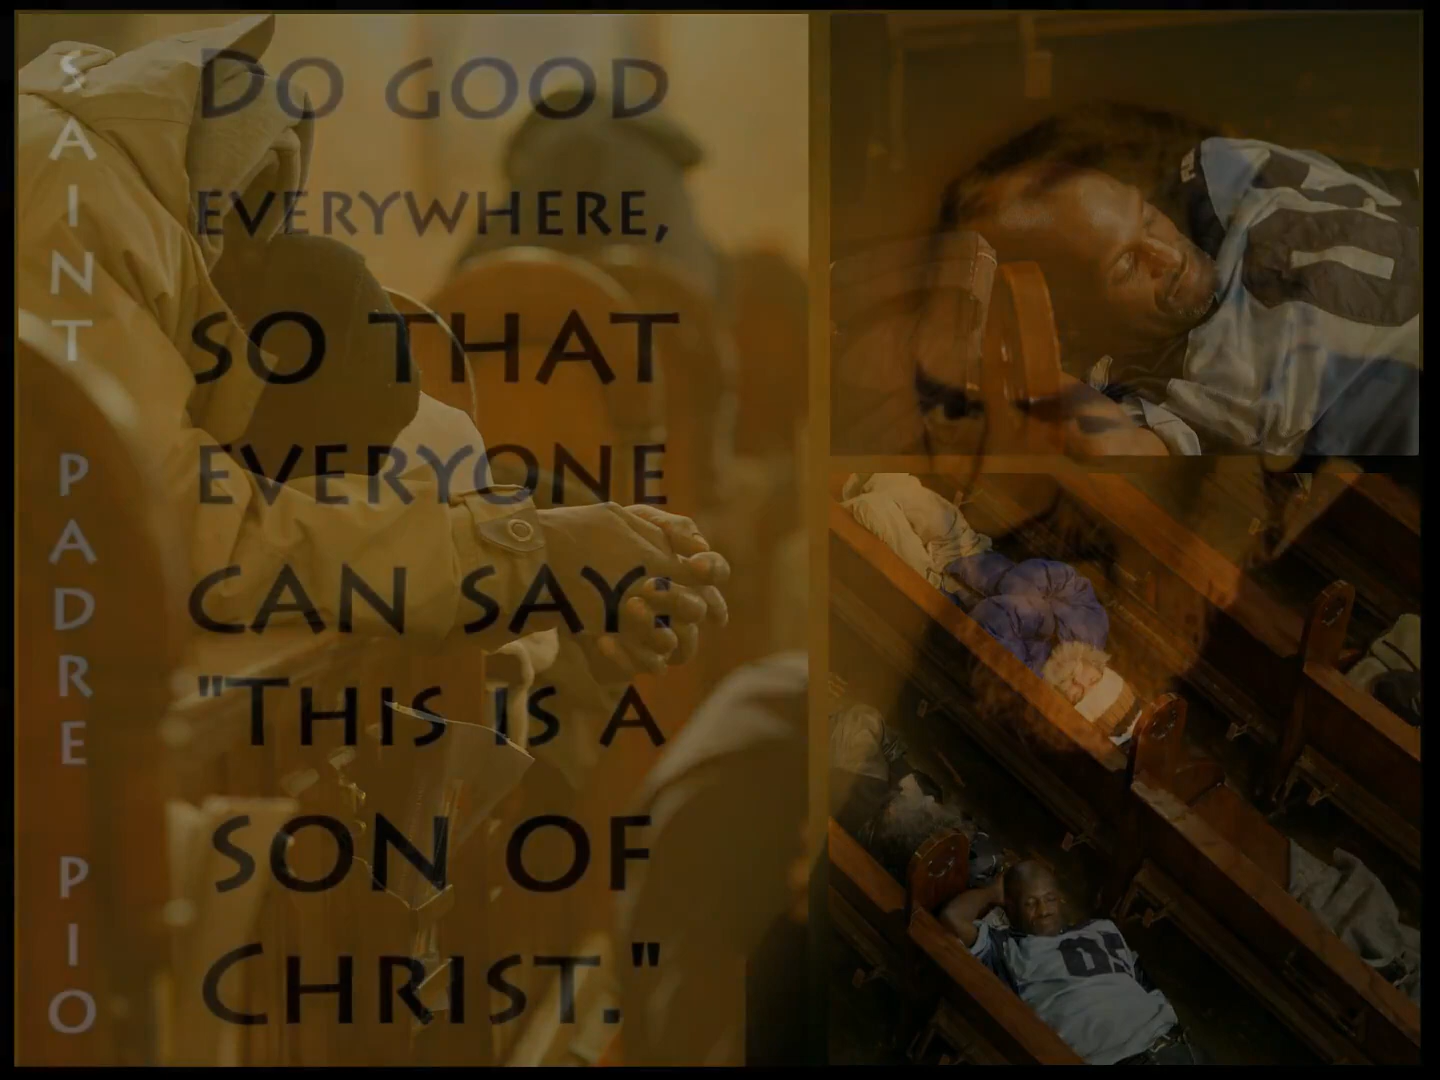 SAINT PADRE PIO
DO GOOD
EVERYWHERE,
SO THAT
EVERYONE
CAN SAY:
"THIS IS A
SON OF
CHRIST."